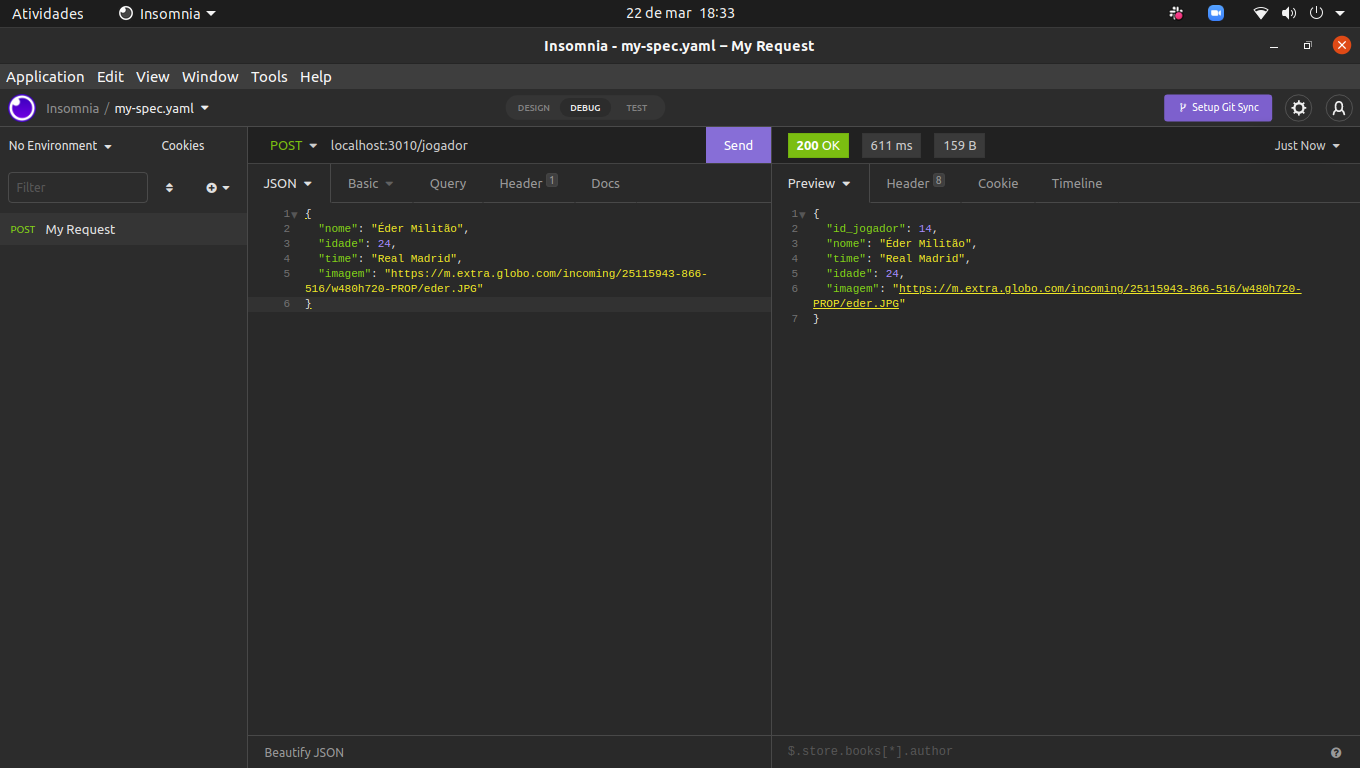 Atividades Insomnia 22 de mar 18:33
Insomnia - my-spec.yaml – My Request
Application Edit View Window Tools Help
Insomnia / my-spec.yaml DESIGN DEBUG TEST Setup Git Sync
No Environment Cookies
Filter
POST My Request
POST localhost:3010/jogador Send
JSON Basic Query Header 1 Docs
1 {
2 "nome": "Éder Militão",
3 "idade": 24,
4 "time": "Real Madrid",
5 "imagem": "https://m.extra.globo.com/incoming/25115943-866-
516/w480h720-PROP/eder.JPG"
6 }
Beautify JSON
200 OK 611 ms 159 B Just Now
Preview Header 8 Cookie Timeline
1 {
2 "id_jogador": 14,
3 "nome": "Éder Militão",
4 "time": "Real Madrid",
5 "idade": 24,
6 "imagem": "https://m.extra.globo.com/incoming/25115943-866-516/w480h720-
PROP/eder.JPG"
7 }
$.store.books[*].author